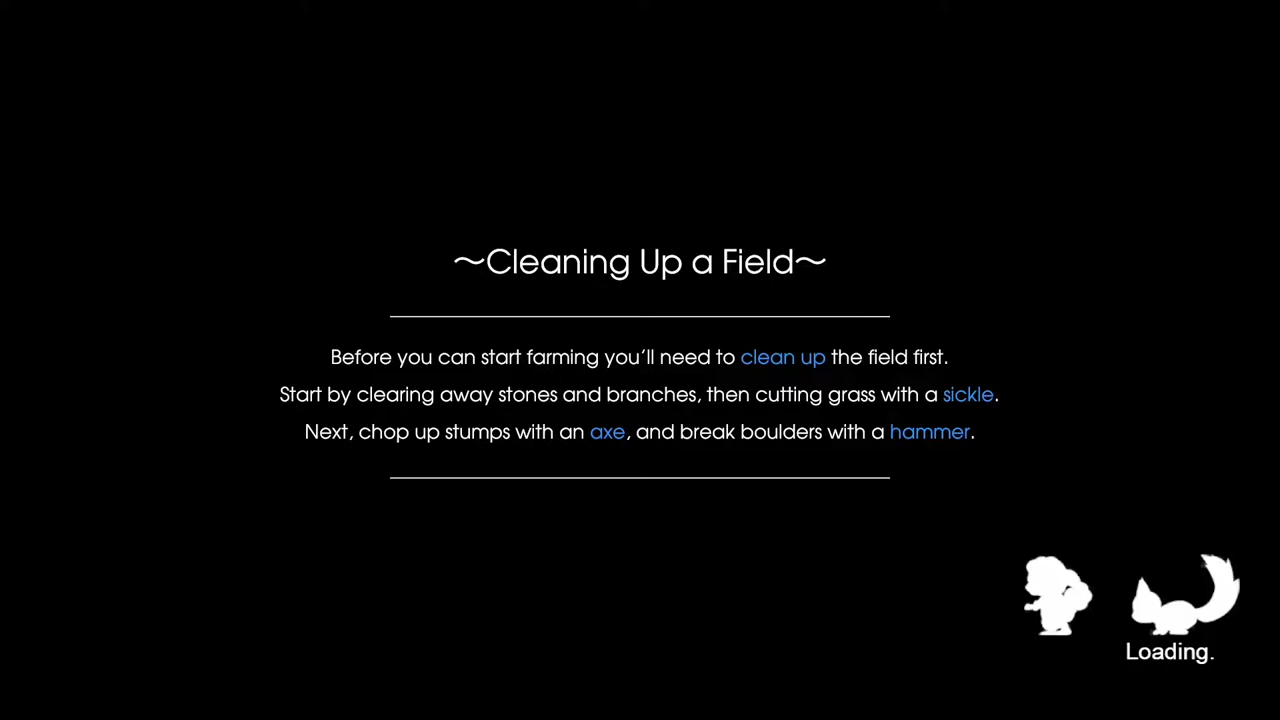 ～Cleaning Up a Field～
Before you can start farming you'll need to clean up the field first.
Start by clearing away stones and branches, then cutting grass with a sickle.
Next, chop up stumps with an axe, and break boulders with a hammer.
Loading.